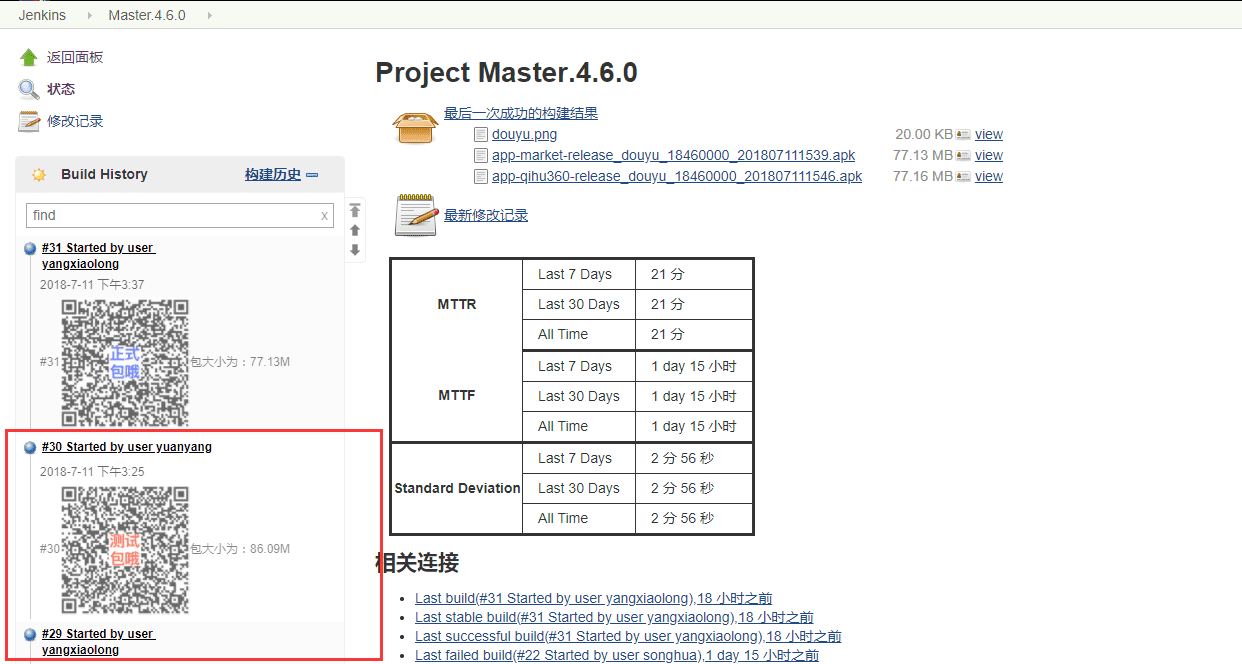 Jenkins Master.4.6.0
返回面板
状态
修改记录
Build History 构建历史
find x
#31 Started by user
yangxiaolong
2018-7-11 下午3:37
#31 正式包哦 包大小为：77.13M
#30 Started by user yuanyang
2018-7-11 下午3:25
#30 测试包哦 包大小为：86.09M
#29 Started by user
yangxiaolong
Project Master.4.6.0
最后一次成功的构建结果
douyu.png 20.00 KB view
app-market-release_douyu_18460000_201807111539.apk 77.13 MB view
app-qihu360-release_douyu_18460000_201807111546.apk 77.16 MB view
最新修改记录
MTTR
Last 7 Days 21 分
Last 30 Days 21 分
All Time 21 分
MTTF
Last 7 Days 1 day 15 小时
Last 30 Days 1 day 15 小时
All Time 1 day 15 小时
Standard Deviation
Last 7 Days 2 分 56 秒
Last 30 Days 2 分 56 秒
All Time 2 分 56 秒
相关连接
Last build(#31 Started by user yangxiaolong),18 小时之前
Last stable build(#31 Started by user yangxiaolong),18 小时之前
Last successful build(#31 Started by user yangxiaolong),18 小时之前
Last failed build(#22 Started by user songhua),1 day 15 小时之前